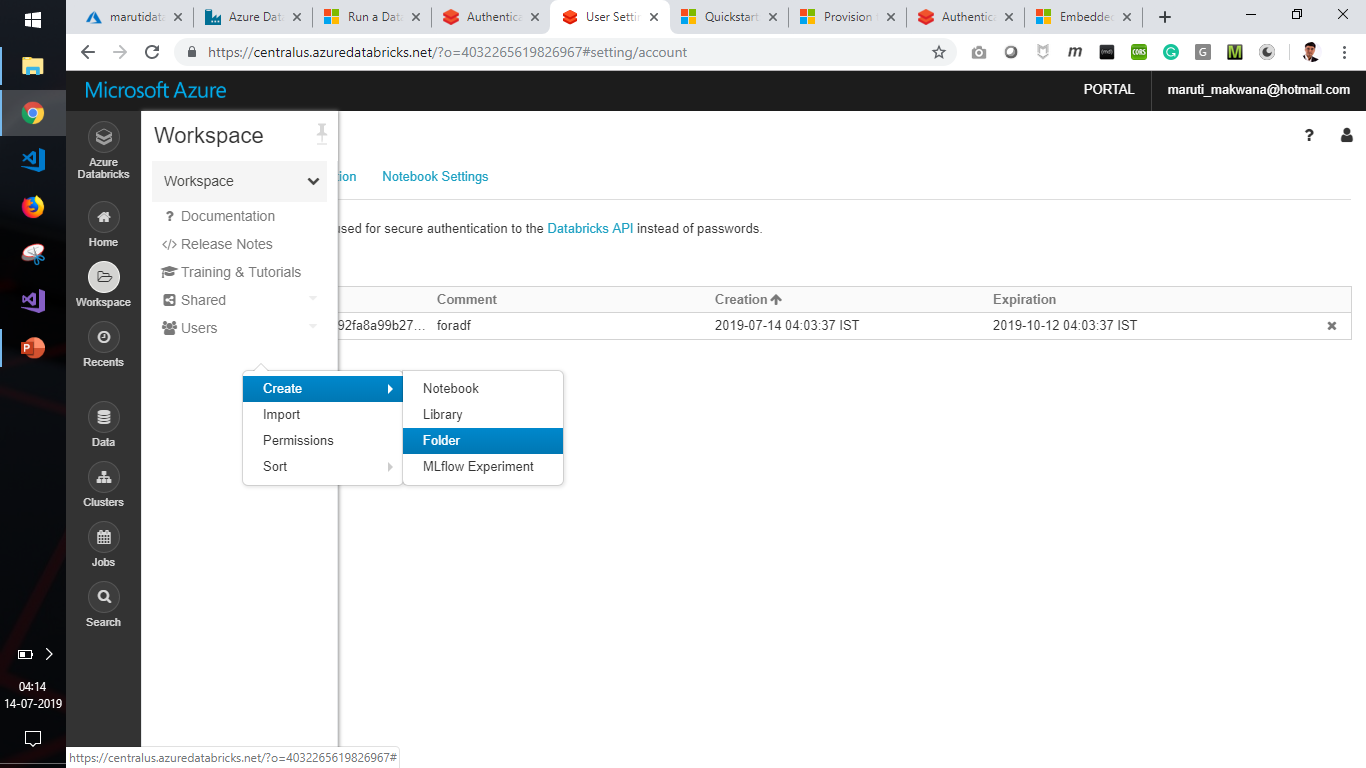 marutidata
Azure Dat
Run a Dat
Authentica
User Settin
Quickstart
Provision
Authentica
Embedded
https://centralus.azuredatabricks.net/?o=4032265619826967#setting/account
Microsoft Azure
PORTAL
maruti_makwana@hotmail.com
Azure
Databricks
Home
Workspace
Recents
Data
Clusters
Jobs
Search
Workspace
Workspace
? Documentation
</> Release Notes
Training & Tutorials
Shared
Users
Create
Import
Permissions
Sort
Notebook
Library
Folder
MLflow Experiment
?
tion
Notebook Settings
used for secure authentication to the Databricks API instead of passwords.
Comment
Creation
Expiration
92fa8a99b27...
foradf
2019-07-14 04:03:37 IST
2019-10-12 04:03:37 IST
04:14
14-07-2019
https://centralus.azuredatabricks.net/?o=4032265619826967#